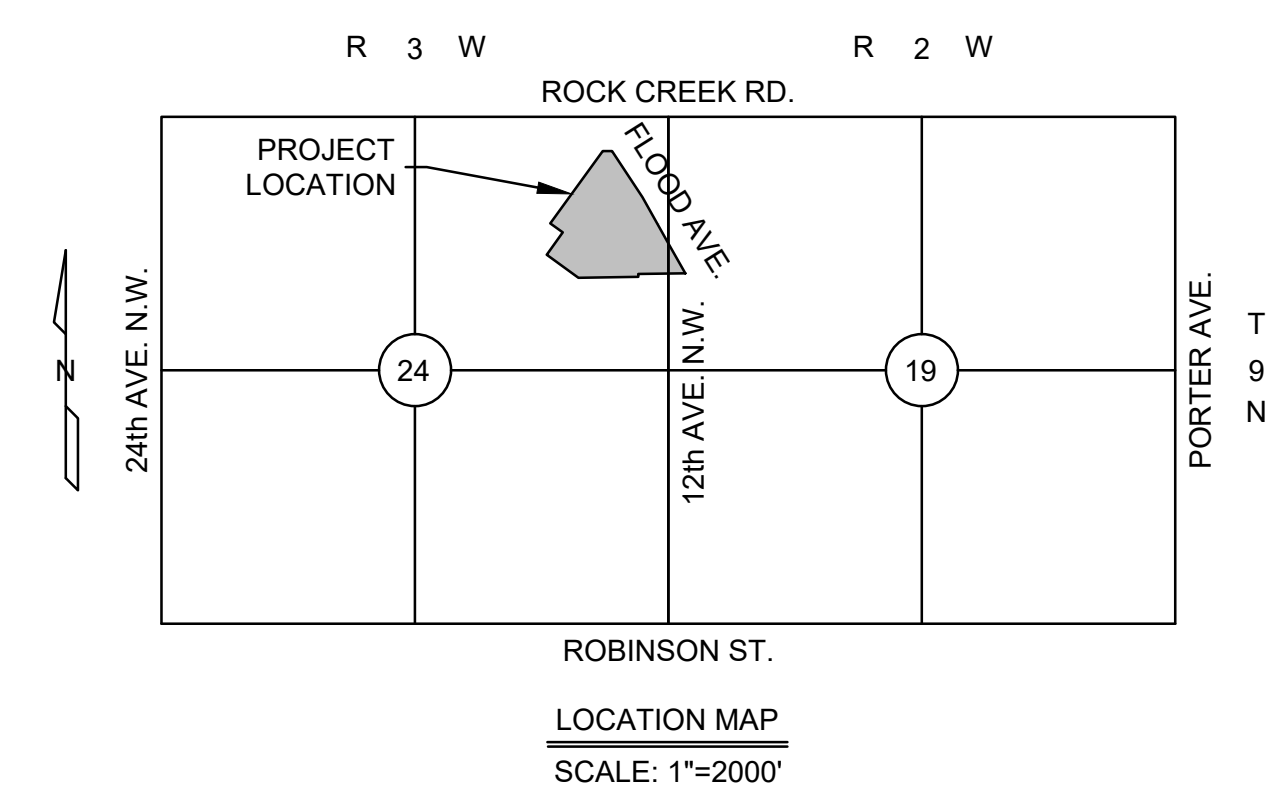 R 3 W
R 2 W
ROCK CREEK RD.
PROJECT
LOCATION
FLOOD AVE.
24th AVE. N.W.
N
24
12th AVE. N.W.
19
PORTER AVE.
T
9
N
ROBINSON ST.
LOCATION MAP
SCALE: 1"=2000'